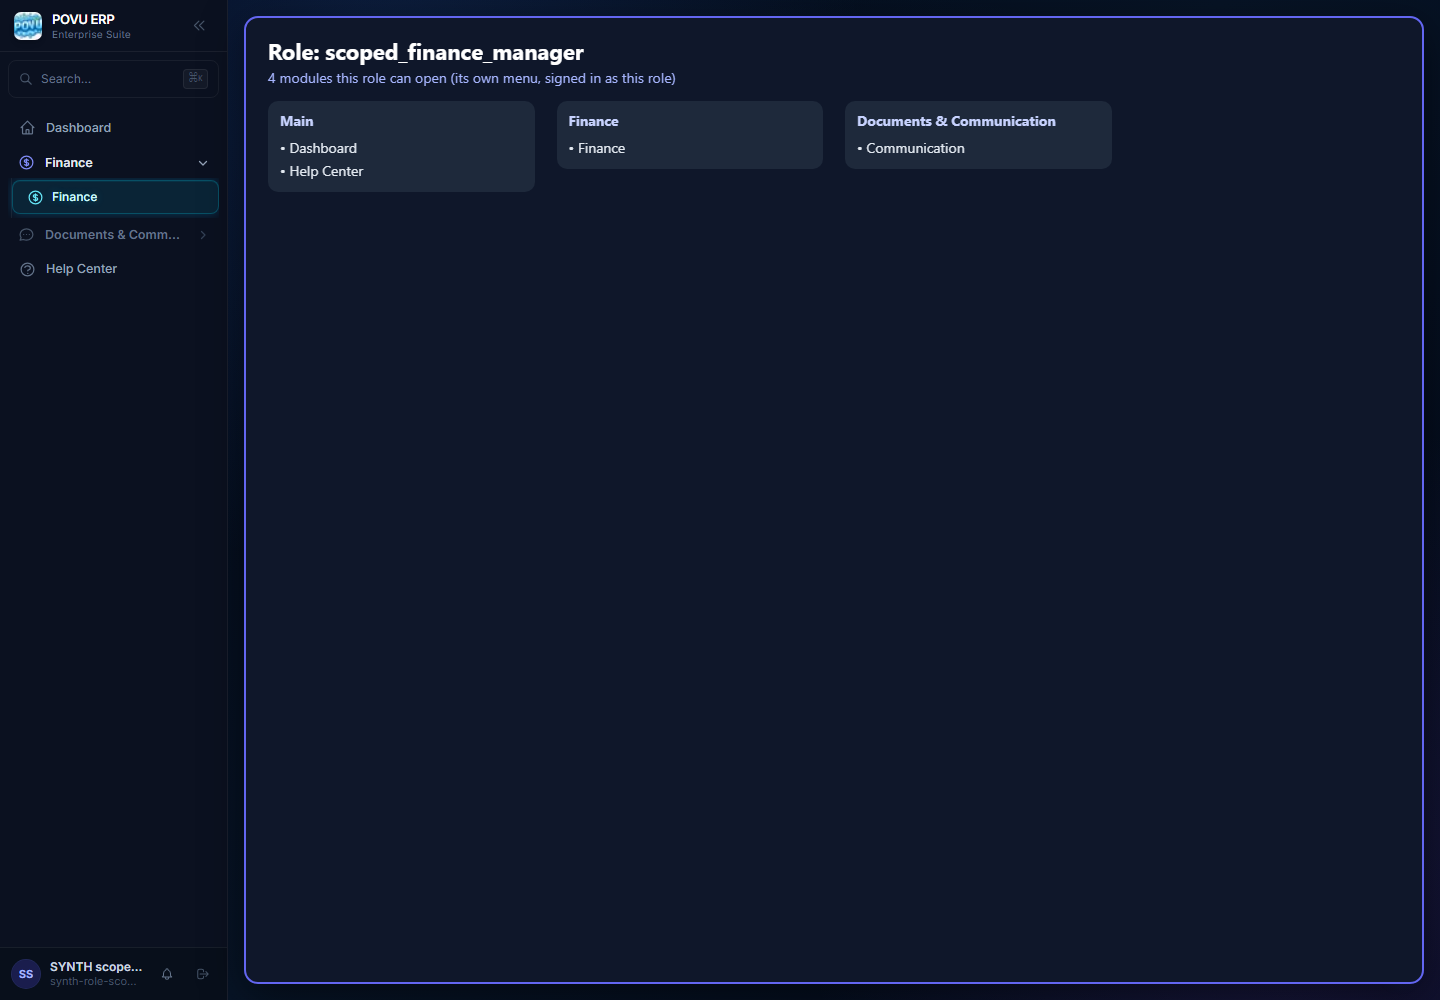 POVU ERP
Enterprise Suite
Search...
⌘K
Dashboard
Finance
Finance
Documents & Comm...
Help Center
SS
SYNTH scope...
synth-role-sco...
Role: scoped_finance_manager
4 modules this role can open (its own menu, signed in as this role)
Main
• Dashboard
• Help Center
Finance
• Finance
Documents & Communication
• Communication